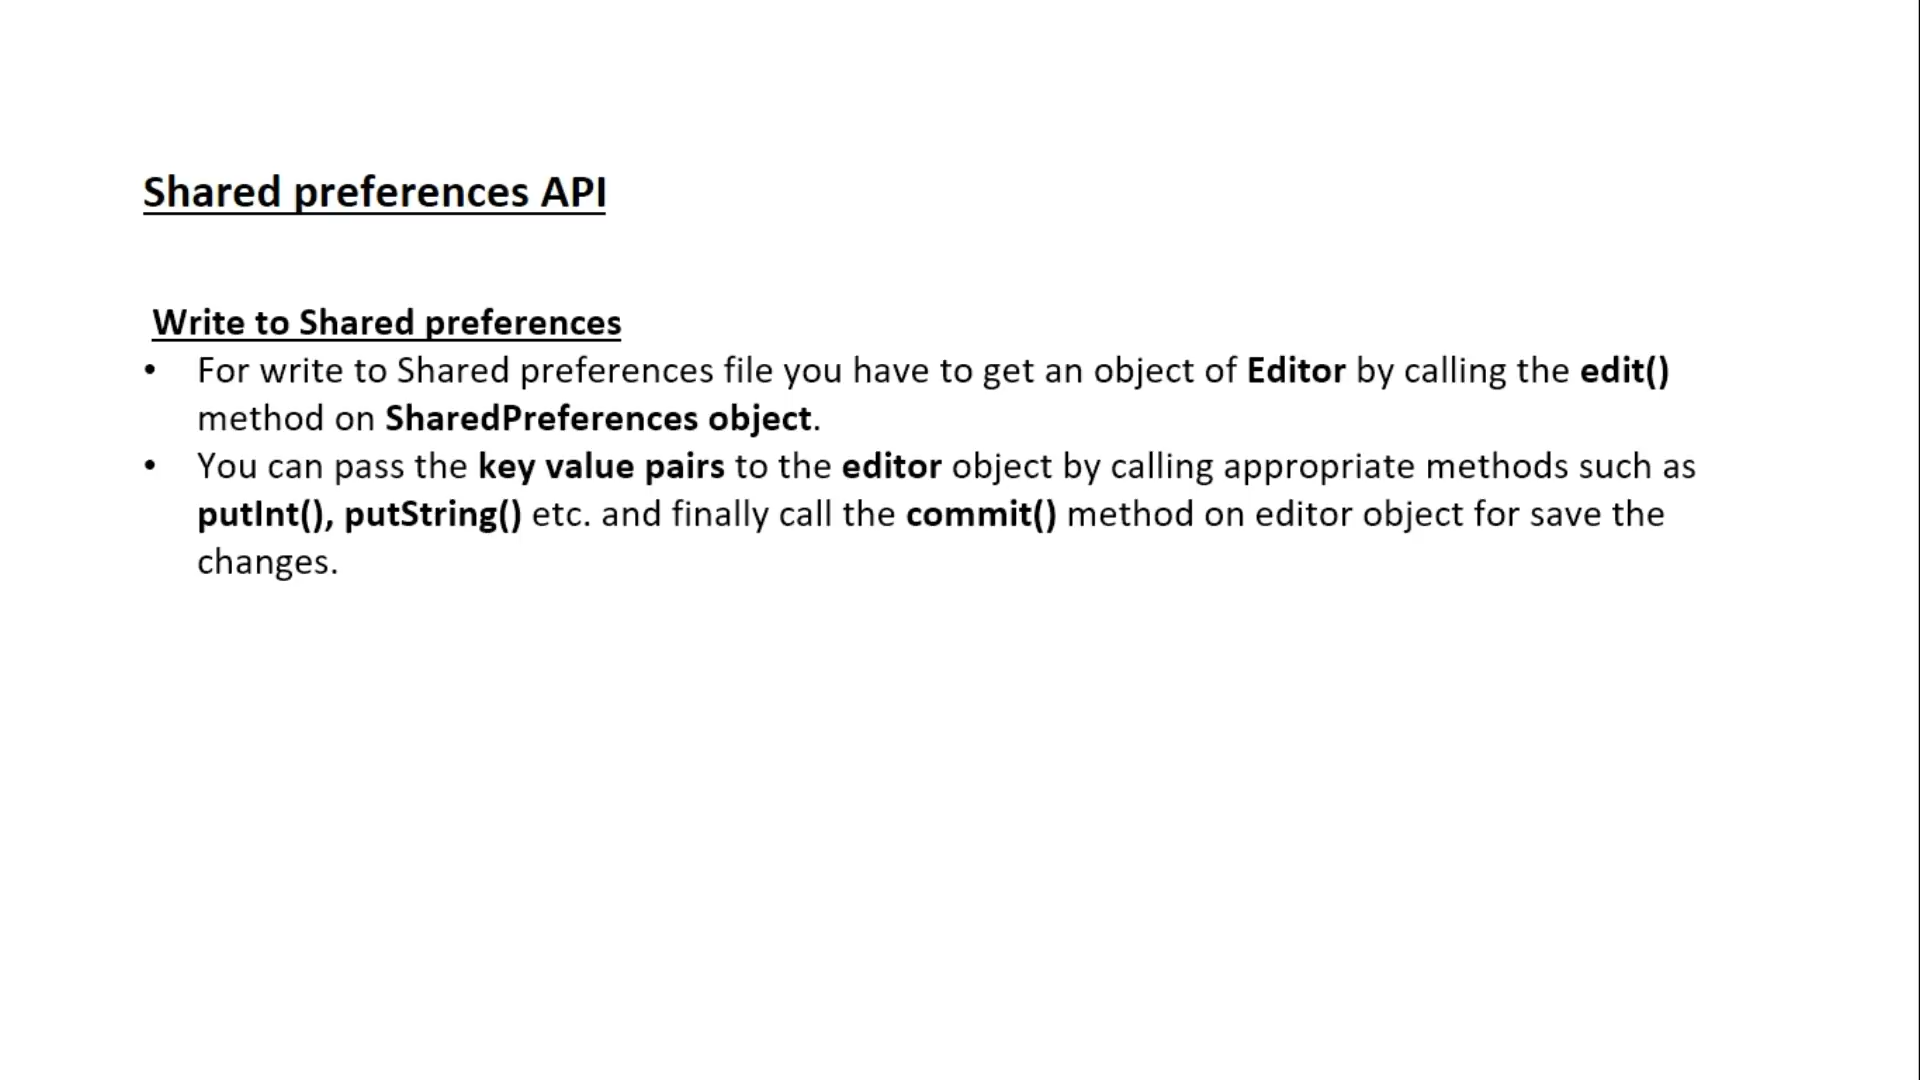 Shared preferences API
Write to Shared preferences
• For write to Shared preferences file you have to get an object of Editor by calling the edit()
method on SharedPreferences object.
• You can pass the key value pairs to the editor object by calling appropriate methods such as
putInt(), putString() etc. and finally call the commit() method on editor object for save the
changes.